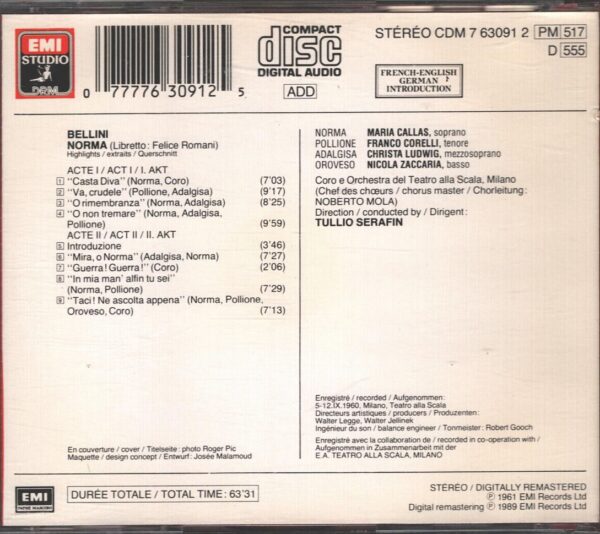 EMI
STUDIO
DRM
0 77776 30912 5
COMPACT
disc
DIGITAL AUDIO
ADD
STÉRÉO CDM 7 63091 2 PM 517
D 555
FRENCH-ENGLISH
GERMAN
INTRODUCTION
BELLINI
NORMA (Libretto: Felice Romani)
Highlights / extraits / Querschnitt
ACTE I / ACT I / I. AKT
1 "Casta Diva" (Norma, Coro) (7'03)
2 "Va, crudele" (Pollione, Adalgisa) (9'17)
3 "O rimembranza" (Norma, Adalgisa) (8'25)
4 "O non tremare" (Norma, Adalgisa,
Pollione) (9'59)
ACTE II / ACT II / II. AKT
5 Introduzione (3'46)
6 "Mira, o Norma" (Adalgisa, Norma) (7'27)
7 "Guerra! Guerra!" (Coro) (2'06)
8 "In mia man' alfin tu sei"
(Norma, Pollione) (7'29)
9 "Taci! Ne ascolta appena" (Norma, Pollione,
Oroveso, Coro) (7'13)
NORMA MARIA CALLAS, soprano
POLLIONE FRANCO CORELLI, tenore
ADALGISA CHRISTA LUDWIG, mezzosoprano
OROVESO NICOLA ZACCARIA, basso
Coro e Orchestra del Teatro alla Scala, Milano
(Chef des chœurs / chorus master / Chorleitung:
NOBERTO MOLA)
Direction / conducted by / Dirigent:
TULLIO SERAFIN
Enregistré / recorded / Aufgenommen:
5-12.IX.1960, Milano, Teatro alla Scala
Directeurs artistiques / producers / Produzenten:
Walter Legge, Walter Jellinek
Ingénieur du son / balance engineer / Tonmeister: Robert Gooch
Enregistré avec la collaboration de / recorded in co-operation with /
Aufgenommen in Zusammenarbeit mit der
E.A. TEATRO ALLA SCALA, MILANO
En couverture / cover / Titelseite: photo Roger Pic
Maquette / design concept / Entwurf: Josée Malamoud
EMI
PATHÉ MARCONI
DURÉE TOTALE / TOTAL TIME: 63'31
STÉRÉO / DIGITALLY REMASTERED
℗ 1961 EMI Records Ltd
Digital remastering ℗ 1989 EMI Records Ltd